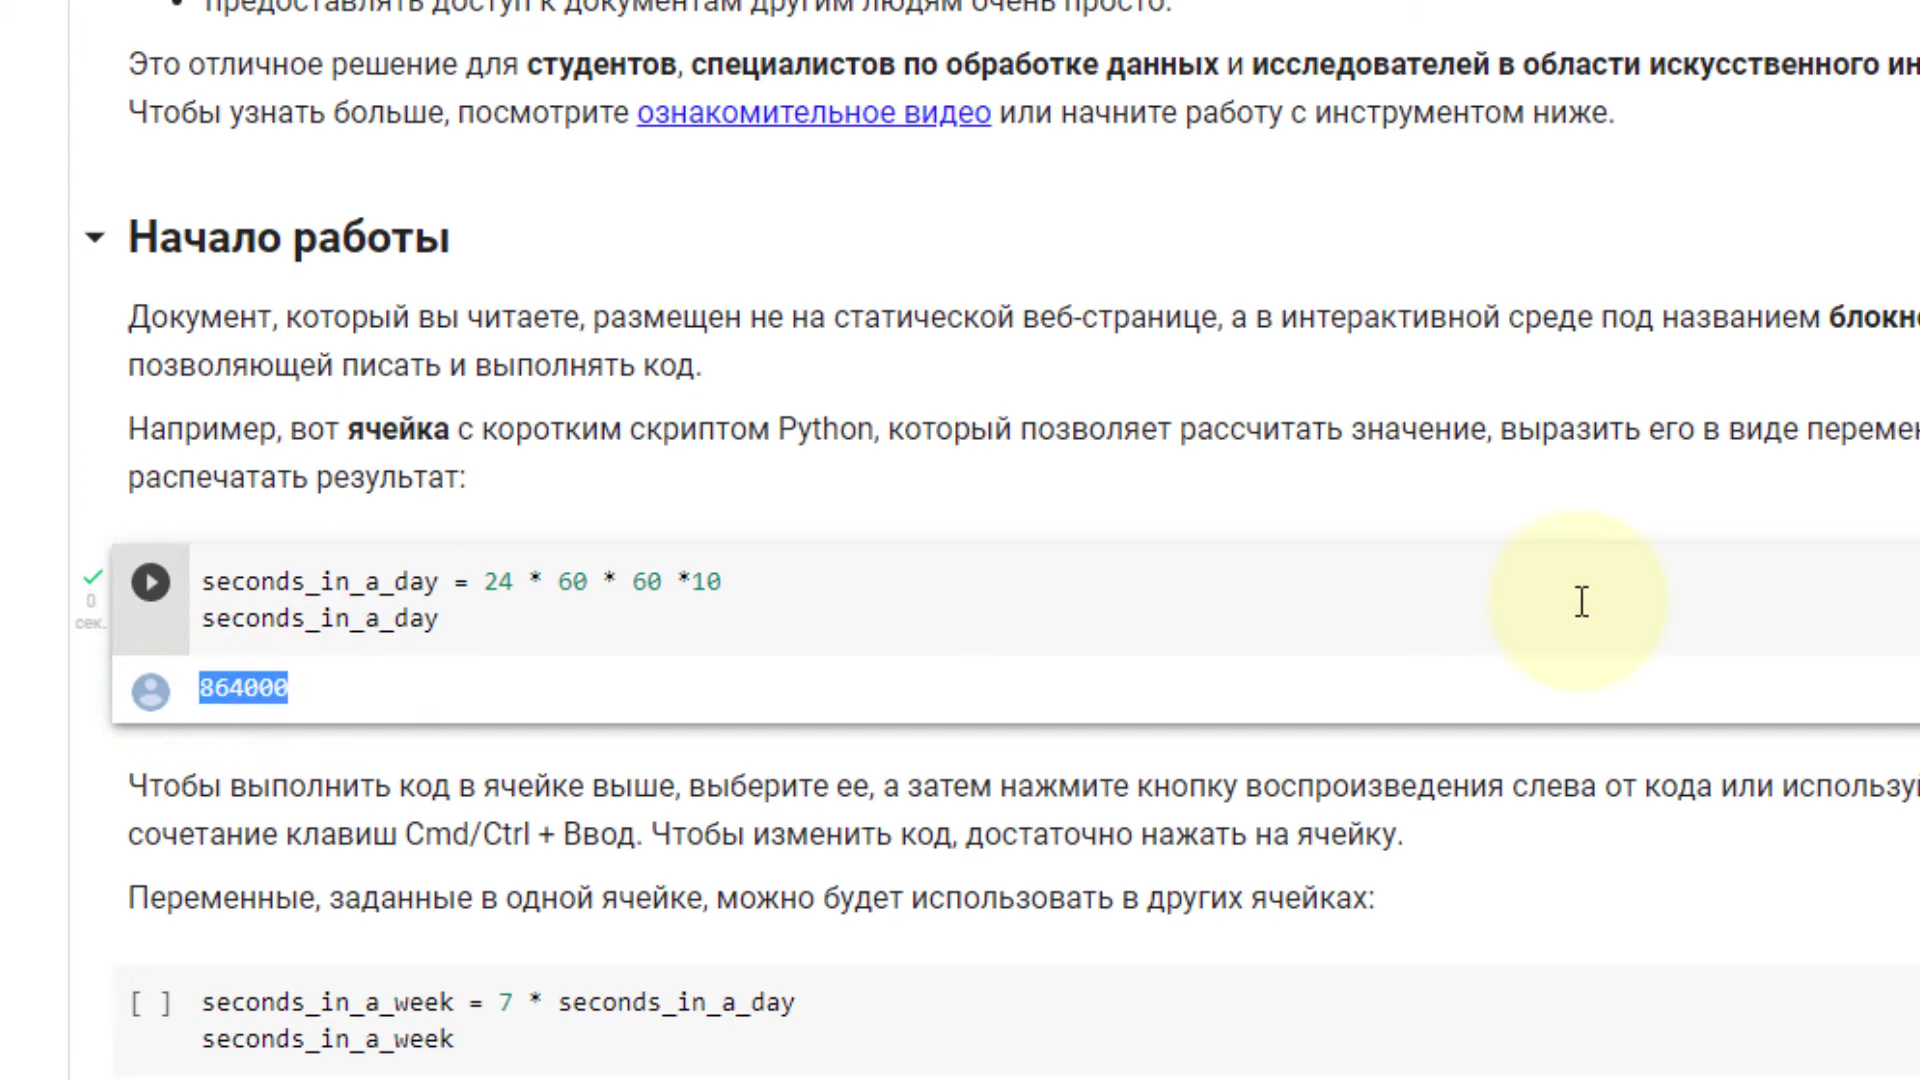 предоставлять доступ к документам другим людям очень просто.
Это отличное решение для студентов, специалистов по обработке данных и исследователей в области искусственного ин
Чтобы узнать больше, посмотрите ознакомительное видео или начните работу с инструментом ниже.
Начало работы
Документ, который вы читаете, размещен не на статической веб-странице, а в интерактивной среде под названием блокно
позволяющей писать и выполнять код.
Например, вот ячейка с коротким скриптом Python, который позволяет рассчитать значение, выразить его в виде перемен
распечатать результат:
seconds_in_a_day = 24 * 60 * 60 *10
seconds_in_a_day
0
сек.
864000
Чтобы выполнить код в ячейке выше, выберите ее, а затем нажмите кнопку воспроизведения слева от кода или используй
сочетание клавиш Cmd/Ctrl + Ввод. Чтобы изменить код, достаточно нажать на ячейку.
Переменные, заданные в одной ячейке, можно будет использовать в других ячейках:
[ ] seconds_in_a_week = 7 * seconds_in_a_day
seconds_in_a_week